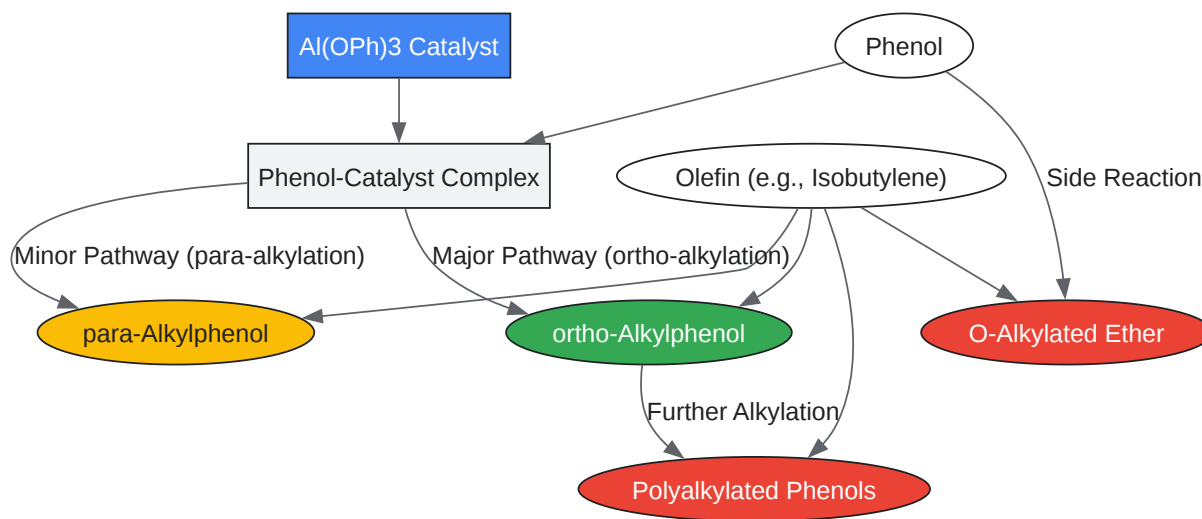 Al(OPh)3 Catalyst
Phenol
Phenol-Catalyst Complex
Olefin (e.g., Isobutylene)
Side Reaction
Minor Pathway (para-alkylation)
Major Pathway (ortho-alkylation)
para-Alkylphenol
ortho-Alkylphenol
O-Alkylated Ether
Further Alkylation
Polyalkylated Phenols